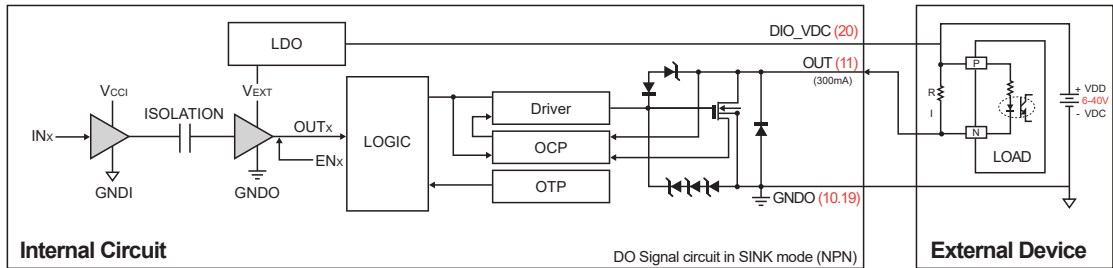 LDO
DIO_VDC (20)
OUT (11)
(300mA)
VCCI
ISOLATION
VEXT
INX
OUTX
ENX
GNDI
GNDO
LOGIC
Driver
OCP
OTP
GNDO (10.19)
P
R
I
N
LOAD
+ VDD
6-40V
- VDC
Internal Circuit
DO Signal circuit in SINK mode (NPN)
External Device